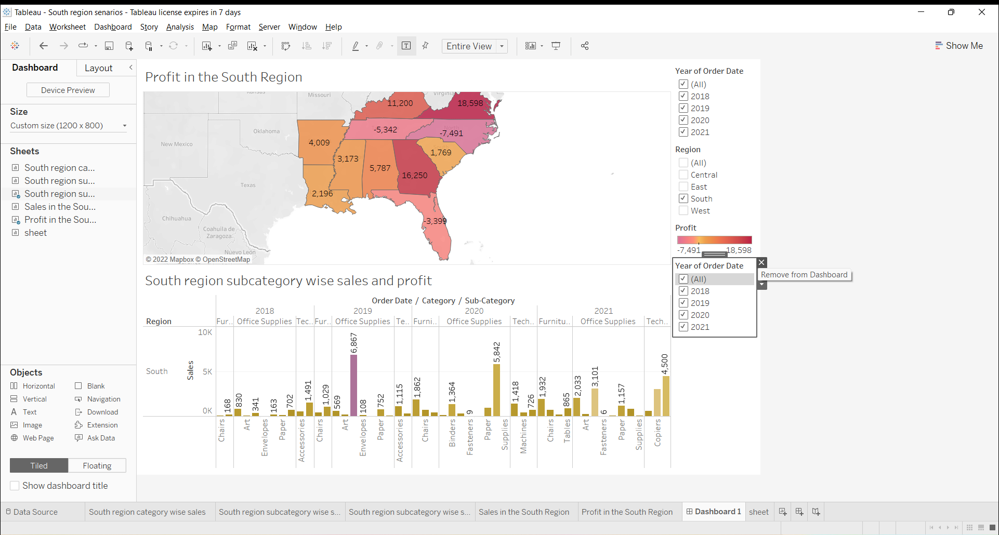 Tableau - South region senarios - Tableau license expires in 7 days
File Data Worksheet Dashboard Story Analysis Map Format Server Window Help
Entire View
Show Me
Dashboard
Layout
Device Preview
Size
Custom size (1200 x 800)
Sheets
South region ca...
South region su...
South region su...
Sales in the Sou...
Profit in the Sou...
sheet
Objects
Horizontal Blank
Vertical Navigation
Text Download
Image Extension
Web Page Ask Data
Tiled Floating
Show dashboard title
Profit in the South Region
Missouri
Virginia
11,200
18,598
Oklahoma
-5,342
-7,491
New Mexico
4,009
3,173
1,769
5,787
16,250
Texas
2,196
Chihuahua
-3,399
Coahuila de
Zaragoza
Nuevo León
© 2022 Mapbox © OpenStreetMap
Year of Order Date
(All)
2018
2019
2020
2021
Region
(All)
Central
East
South
West
Profit
-7,491 18,598
Year of Order Date
(All)
2018
2019
2020
2021
Remove from Dashboard
South region subcategory wise sales and profit
Order Date / Category / Sub-Category
2018 2019 2020 2021
Region Fur.. Office Supplies Tec.. Fur.. Office Supplies Te.. Furni.. Office Supplies Tech.. Furnitu.. Office Supplies Tech..
10K
5K
0K
South
Sales
168 830 341 163 702 1,491 1,029 569 6,867 108 752 1,115 1,862 1,364 9 5,842 1,418 726 1,932 865 2,033 3,101 6 1,157 4,500
Chairs Art Envelopes Paper Accessories Chairs Art Envelopes Paper Accessories Chairs Binders Fasteners Paper Supplies Machines Chairs Tables Art Fasteners Paper Supplies Copiers
Data Source
South region category wise sales
South region subcategory wise s...
South region subcategory wise s...
Sales in the South Region
Profit in the South Region
Dashboard 1
sheet